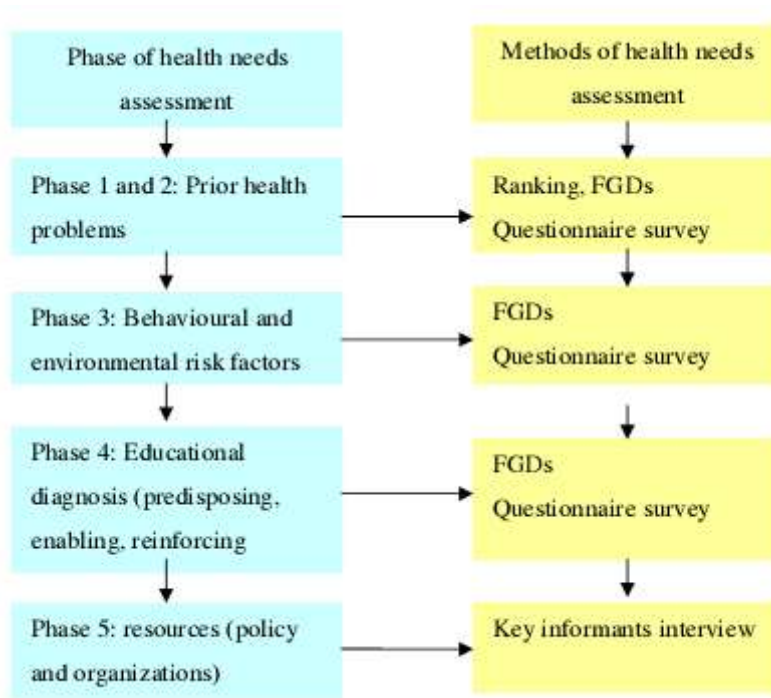 Phase of health needs
assessment
Methods of health needs
assessment
Phase 1 and 2: Prior health
problems
Ranking, FGDs
Questionnaire survey
Phase 3: Behavioural and
environmental risk factors
FGDs
Questionnaire survey
Phase 4: Educational
diagnosis (predisposing,
enabling, reinforcing
FGDs
Questionnaire survey
Phase 5: resources (policy
and organizations)
Key informants interview